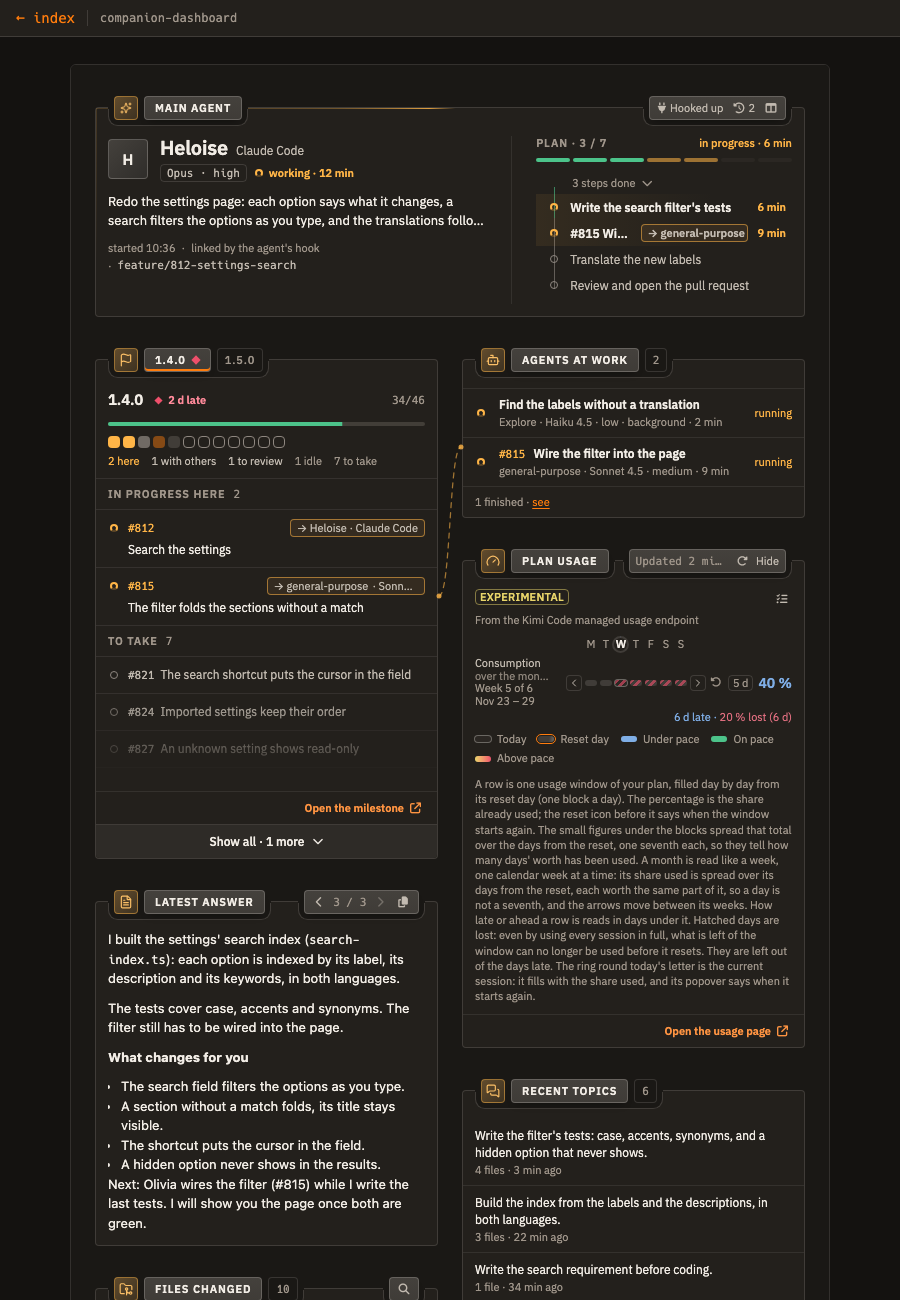 ← index
companion-dashboard
MAIN AGENT
Hooked up
2
H
Heloise Claude Code
Opus · high
working · 12 min
Redo the settings page: each option says what it changes, a
search filters the options as you type, and the translations follo…
started 10:36 · linked by the agent's hook
· feature/812-settings-search
PLAN · 3 / 7
in progress · 6 min
3 steps done
Write the search filter's tests
6 min
#815 Wi…
→ general-purpose
9 min
Translate the new labels
Review and open the pull request
1.4.0
1.5.0
1.4.0
2 d late
34/46
2 here 1 with others 1 to review 1 idle 7 to take
IN PROGRESS HERE 2
#812
→ Heloise · Claude Code
Search the settings
#815
→ general-purpose · Sonn…
The filter folds the sections without a match
TO TAKE 7
#821 The search shortcut puts the cursor in the field
#824 Imported settings keep their order
#827 An unknown setting shows read-only
Open the milestone
Show all · 1 more
LATEST ANSWER
3 / 3
I built the settings' search index (search-
index.ts): each option is indexed by its label, its
description and its keywords, in both languages.
The tests cover case, accents and synonyms. The
filter still has to be wired into the page.
What changes for you
· The search field filters the options as you type.
· A section without a match folds, its title stays
visible.
· The shortcut puts the cursor in the field.
· A hidden option never shows in the results.
Next: Olivia wires the filter (#815) while I write the
last tests. I will show you the page once both are
green.
FILES CHANGED
10
AGENTS AT WORK
2
Find the labels without a translation
Explore · Haiku 4.5 · low · background · 2 min
running
#815 Wire the filter into the page
general-purpose · Sonnet 4.5 · medium · 9 min
running
1 finished · see
PLAN USAGE
Updated 2 mi…
Hide
EXPERIMENTAL
From the Kimi Code managed usage endpoint
M T W T F S S
Consumption
over the mon…
Week 5 of 6
Nov 23 – 29
5 d
40 %
6 d late · 20 % lost (6 d)
Today
Reset day
Under pace
On pace
Above pace
A row is one usage window of your plan, filled day by day from
its reset day (one block a day). The percentage is the share
already used; the reset icon before it says when the window
starts again. The small figures under the blocks spread that total
over the days from the reset, one seventh each, so they tell how
many days' worth has been used. A month is read like a week,
one calendar week at a time: its share used is spread over its
days from the reset, each worth the same part of it, so a day is
not a seventh, and the arrows move between its weeks. How
late or ahead a row is reads in days under it. Hatched days are
lost: even by using every session in full, what is left of the
window can no longer be used before it resets. They are left out
of the days late. The ring round today's letter is the current
session: it fills with the share used, and its popover says when it
starts again.
Open the usage page
RECENT TOPICS
6
Write the filter's tests: case, accents, synonyms, and a
hidden option that never shows.
4 files · 3 min ago
Build the index from the labels and the descriptions, in
both languages.
3 files · 22 min ago
Write the search requirement before coding.
1 file · 34 min ago